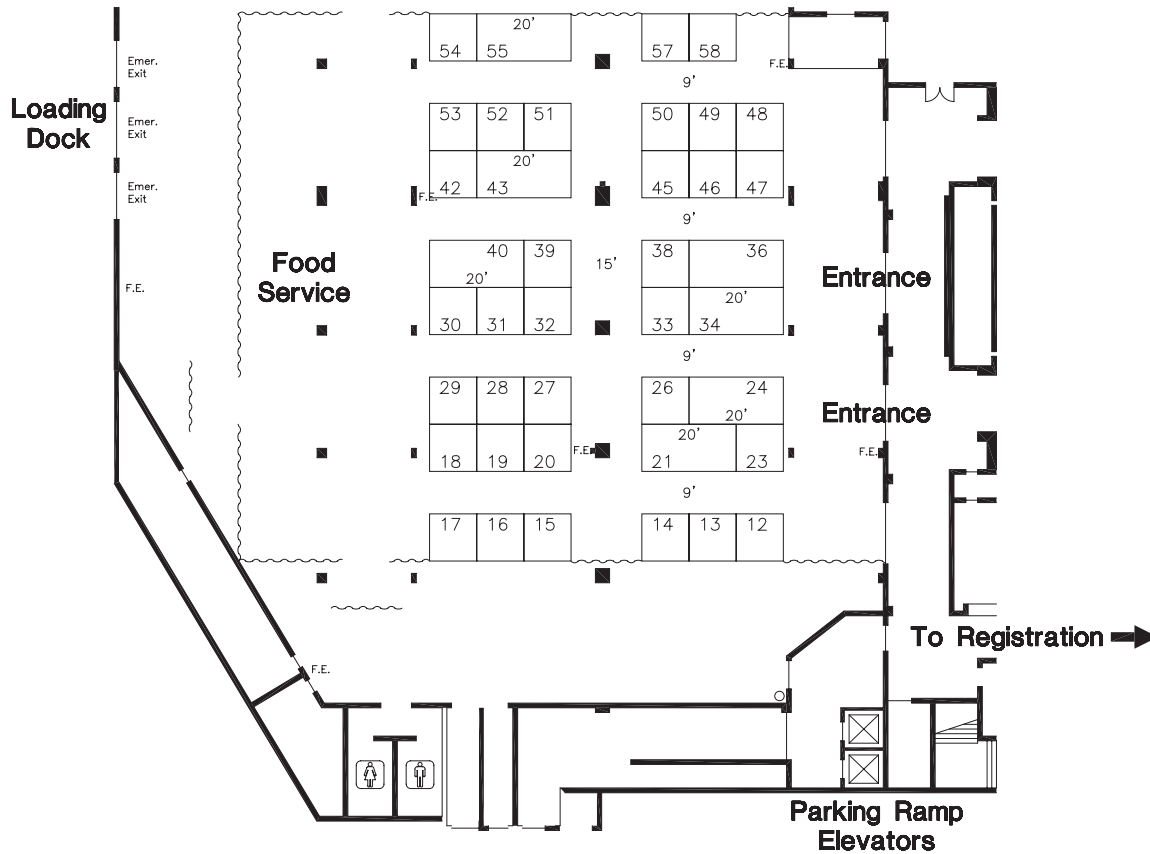 20'
54 55 57 58
Emer.
Exit
F.E.
9'
Loading
Dock
53 52 51 50 49 48
Emer.
Exit
20'
42 43 45 46 47
Emer.
Exit
F.E.
9'
40 39 38 36
Food
Service
15'
Entrance
20'
F.E.
20'
30 31 32 33 34
9'
29 28 27 26 24
Entrance
20'
20'
18 19 20 21 23
F.E.
F.E.
9'
17 16 15 14 13 12
To Registration
F.E.
Parking Ramp
Elevators